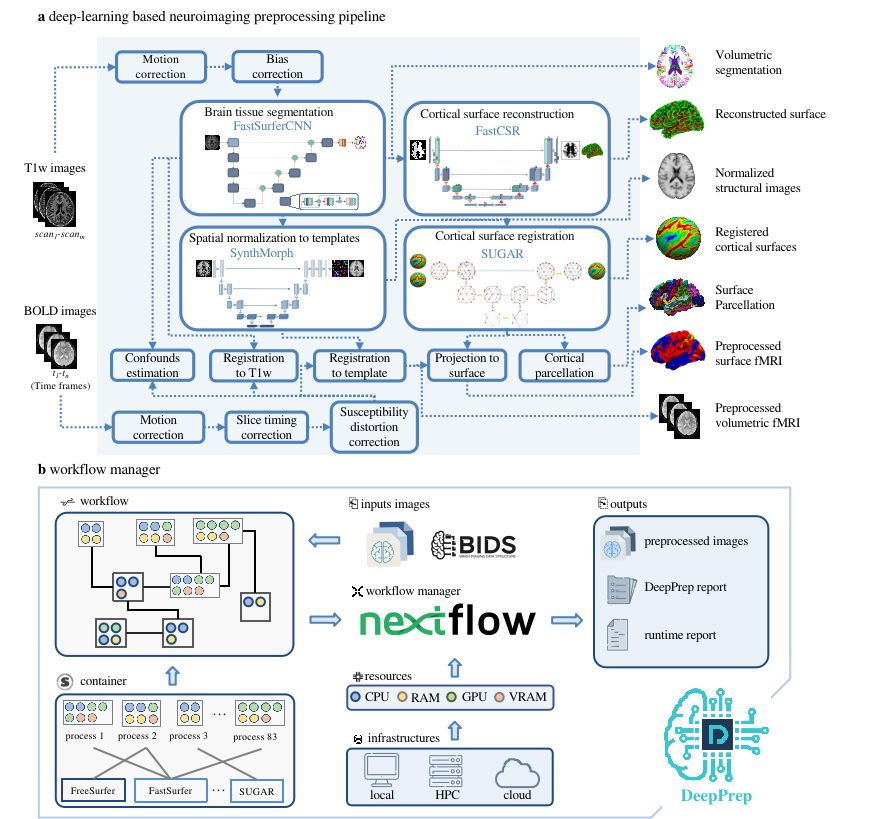 a deep-learning based neuroimaging preprocessing pipeline
Motion
correction
Bias
correction
Volumetric
segmentation
Brain tissue segmentation
FastSurferCNN
Cortical surface reconstruction
FastCSR
Reconstructed surface
T1w images
scan1-scanm
Normalized
structural images
Spatial normalization to templates
SynthMorph
Cortical surface registration
SUGAR
Registered
cortical surfaces
Surface
Parcellation
BOLD images
t1-tn
(Time frames)
Confounds
estimation
Registration
to T1w
Registration
to template
Projection to
surface
Cortical
parcellation
Preprocessed
surface fMRI
Motion
correction
Slice timing
correction
Susceptibility
distortion
correction
Preprocessed
volumetric fMRI
b workflow manager
workflow
inputs images
outputs
BIDS
BRAIN IMAGING DATA STRUCTURE
preprocessed images
workflow manager
nextflow
DeepPrep report
runtime report
S container
resources
CPU RAM GPU VRAM
process 1 process 2 process 3 ... process 83
infrastructures
FreeSurfer FastSurfer ... SUGAR
local HPC cloud
D
DeepPrep